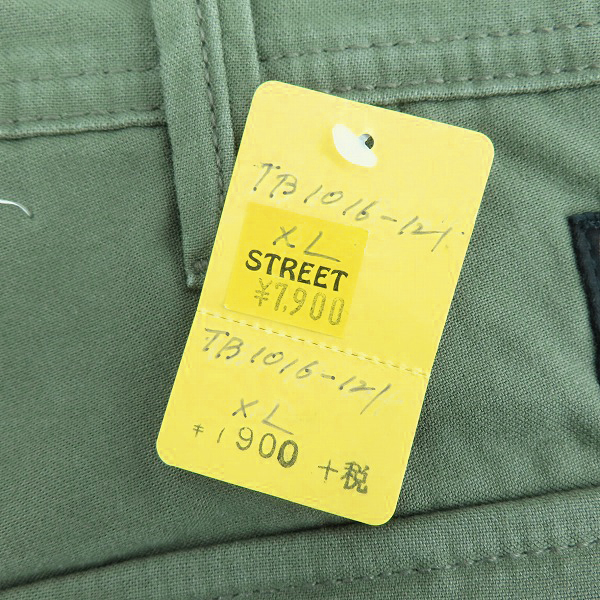 TB1016-121
XL
STREET
¥7,900
TB1016-121
XL
¥7900
+税